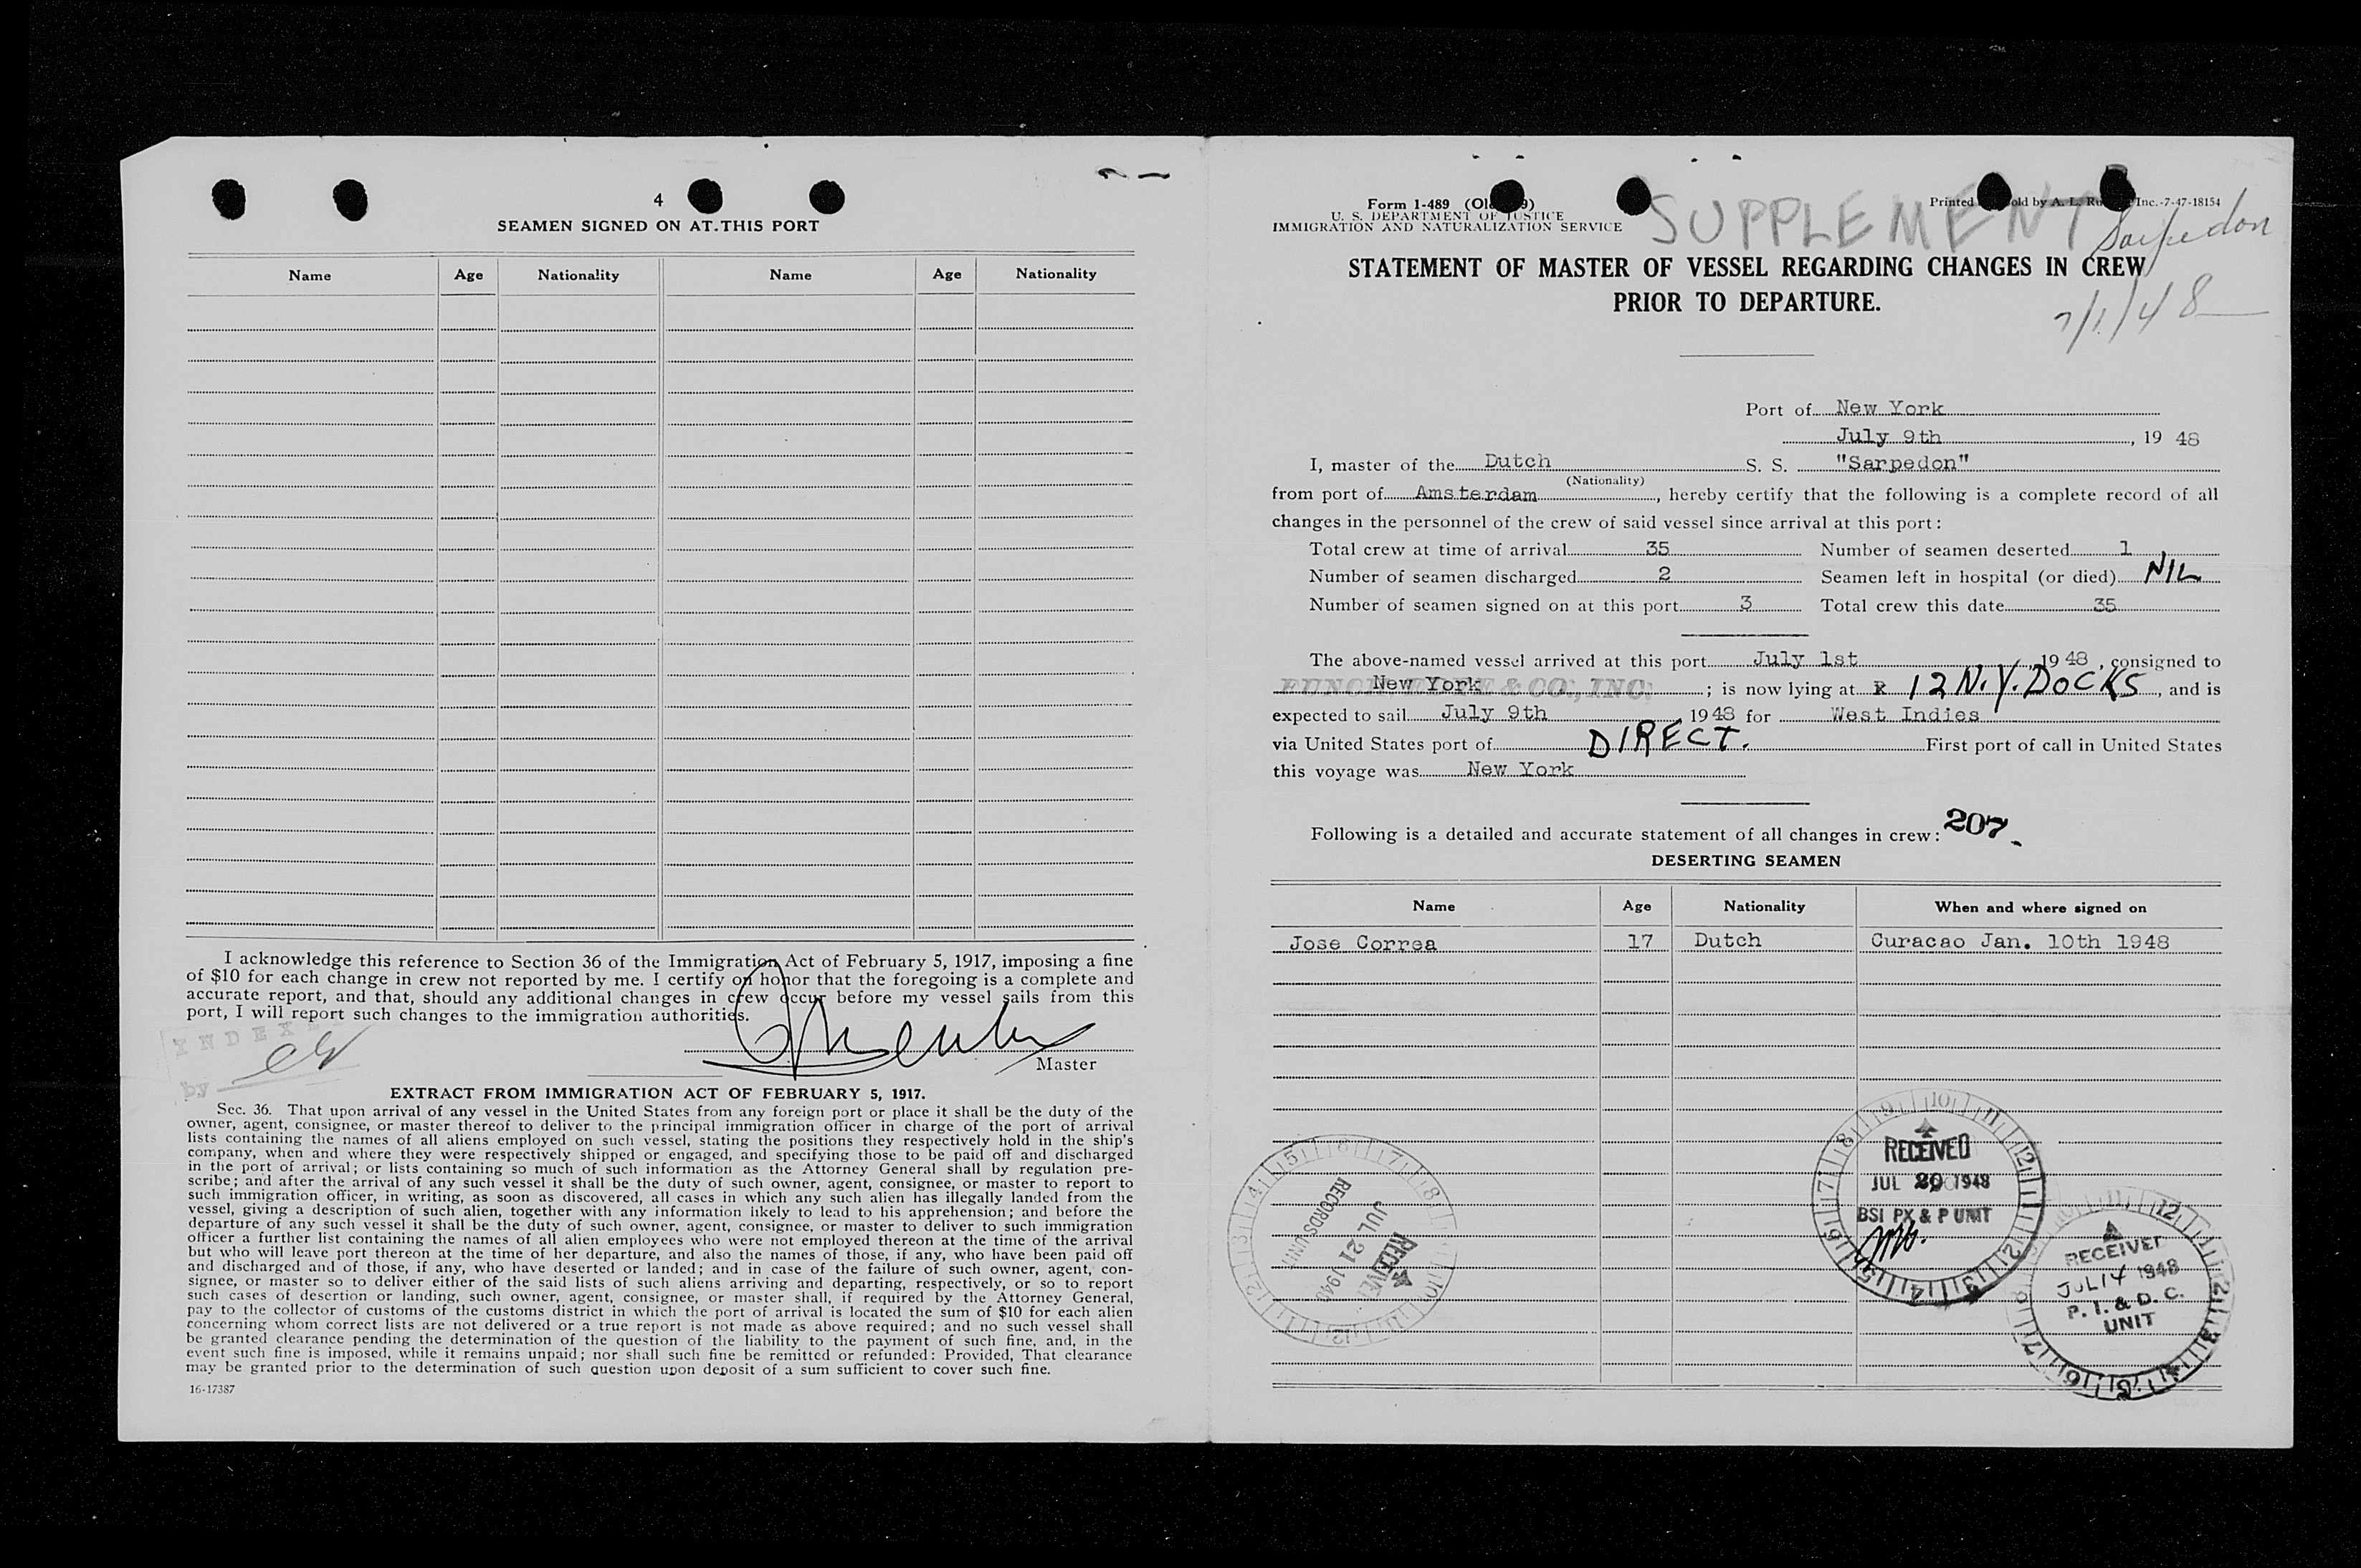 4
SEAMEN SIGNED ON AT THIS PORT
Name Age Nationality Name Age Nationality
I acknowledge this reference to Section 36 of the Immigration Act of February 5, 1917, imposing a fine
of $10 for each change in crew not reported by me. I certify on honor that the foregoing is a complete and
accurate report, and that, should any additional changes in crew occur before my vessel sails from this
port, I will report such changes to the immigration authorities.
INDEX
by
Master
EXTRACT FROM IMMIGRATION ACT OF FEBRUARY 5, 1917.
Sec. 36. That upon arrival of any vessel in the United States from any foreign port or place it shall be the duty of the
owner, agent, consignee, or master thereof to deliver to the principal immigration officer in charge of the port of arrival
lists containing the names of all aliens employed on such vessel, stating the positions they respectively hold in the ship's
company, when and where they were respectively shipped or engaged, and specifying those to be paid off and discharged
in the port of arrival; or lists containing so much of such information as the Attorney General shall by regulation pre-
scribe; and after the arrival of any such vessel it shall be the duty of such owner, agent, consignee, or master to report to
such immigration officer, in writing, as soon as discovered, all cases in which any such alien has illegally landed from the
vessel, giving a description of such alien, together with any information likely to lead to his apprehension; and before the
departure of any such vessel it shall be the duty of such owner, agent, consignee, or master to deliver to such immigration
officer a further list containing the names of all alien employees who were not employed thereon at the time of the arrival
but who will leave port thereon at the time of her departure, and also the names of those, if any, who have been paid off
and discharged and of those, if any, who have deserted or landed; and in case of the failure of such owner, agent, con-
signee, or master so to deliver either of the said lists of such aliens arriving and departing, respectively, or so to report
such cases of desertion or landing, such owner, agent, consignee, or master shall, if required by the Attorney General,
pay to the collector of customs of the customs district in which the port of arrival is located the sum of $10 for each alien
concerning whom correct lists are not delivered or a true report is not made as above required; and no such vessel shall
be granted clearance pending the determination of the question of the liability to the payment of such fine, and, in the
event such fine is imposed, while it remains unpaid; nor shall such fine be remitted or refunded: Provided, That clearance
may be granted prior to the determination of such question upon deposit of a sum sufficient to cover such fine.
16-17387
Form 1-489
Printed old by A. L. Inc.-7-47-18154
U. S. DEPARTMENT OF JUSTICE
IMMIGRATION AND NATURALIZATION SERVICE
SUPPLEMENT
Sarpedon
STATEMENT OF MASTER OF VESSEL REGARDING CHANGES IN CREW
PRIOR TO DEPARTURE.
7/1/48
Port of New York
July 9th, 19 48
I, master of the Dutch S. S. "Sarpedon"
(Nationality)
from port of Amsterdam, hereby certify that the following is a complete record of all
changes in the personnel of the crew of said vessel since arrival at this port:
Total crew at time of arrival 35 Number of seamen deserted 1
Number of seamen discharged 2 Seamen left in hospital (or died) NIL
Number of seamen signed on at this port 3 Total crew this date 35
The above-named vessel arrived at this port July 1st, 19 48, consigned to
New York & CO., INC. ; is now lying at 12 N.Y. DOCKS, and is
expected to sail July 9th, 19 48 for West Indies
via United States port of DIRECT. First port of call in United States
this voyage was New York
Following is a detailed and accurate statement of all changes in crew: 207
DESERTING SEAMEN
Name Age Nationality When and where signed on
Jose Correa 17 Dutch Curacao Jan. 10th 1948
RECEIVED
JUL 1948
BSI PX & P UNIT
RECEIVED
JUL 14 1948
P. I. & D. C.
UNIT
RECEIVED
JUL 21 1948
RECORDS UNIT